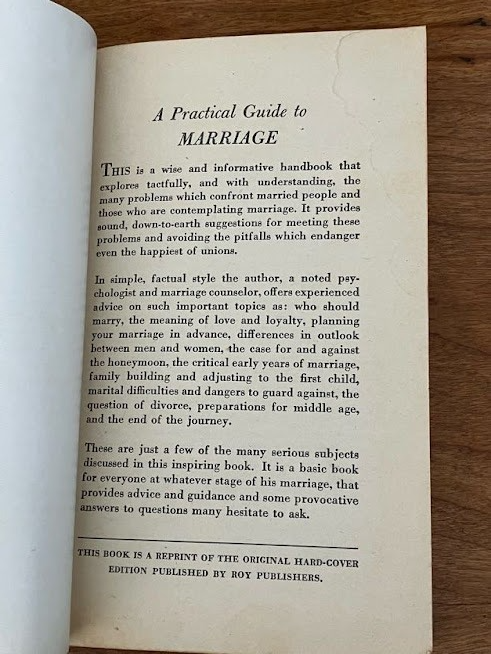 A Practical Guide to
MARRIAGE
THIS is a wise and informative handbook that
explores tactfully, and with understanding, the
many problems which confront married people and
those who are contemplating marriage. It provides
sound, down-to-earth suggestions for meeting these
problems and avoiding the pitfalls which endanger
even the happiest of unions.
In simple, factual style the author, a noted psy-
chologist and marriage counselor, offers experienced
advice on such important topics as: who should
marry, the meaning of love and loyalty, planning
your marriage in advance, differences in outlook
between men and women, the case for and against
the honeymoon, the critical early years of marriage,
family building and adjusting to the first child,
marital difficulties and dangers to guard against, the
question of divorce, preparations for middle age,
and the end of the journey.
These are just a few of the many serious subjects
discussed in this inspiring book. It is a basic book
for everyone at whatever stage of his marriage, that
provides advice and guidance and some provocative
answers to questions many hesitate to ask.
THIS BOOK IS A REPRINT OF THE ORIGINAL HARD-COVER
EDITION PUBLISHED BY ROY PUBLISHERS.